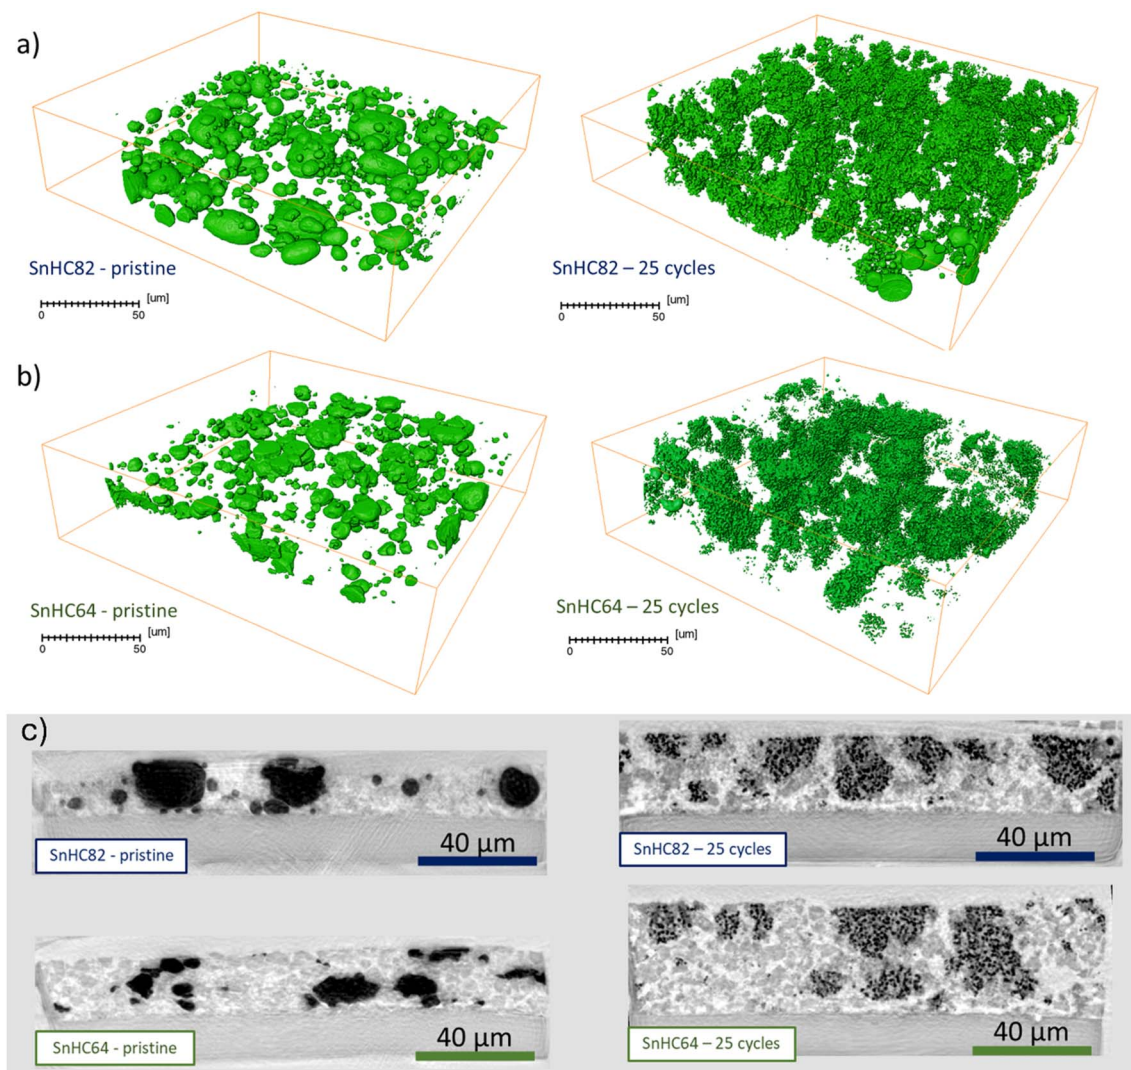 a)
SnHC82 - pristine
[um]
0 50
SnHC82 – 25 cycles
[um]
0 50
b)
SnHC64 - pristine
[um]
0 50
SnHC64 – 25 cycles
[um]
0 50
c)
SnHC82 - pristine
40 μm
SnHC82 – 25 cycles
40 μm
SnHC64 - pristine
40 μm
SnHC64 – 25 cycles
40 μm